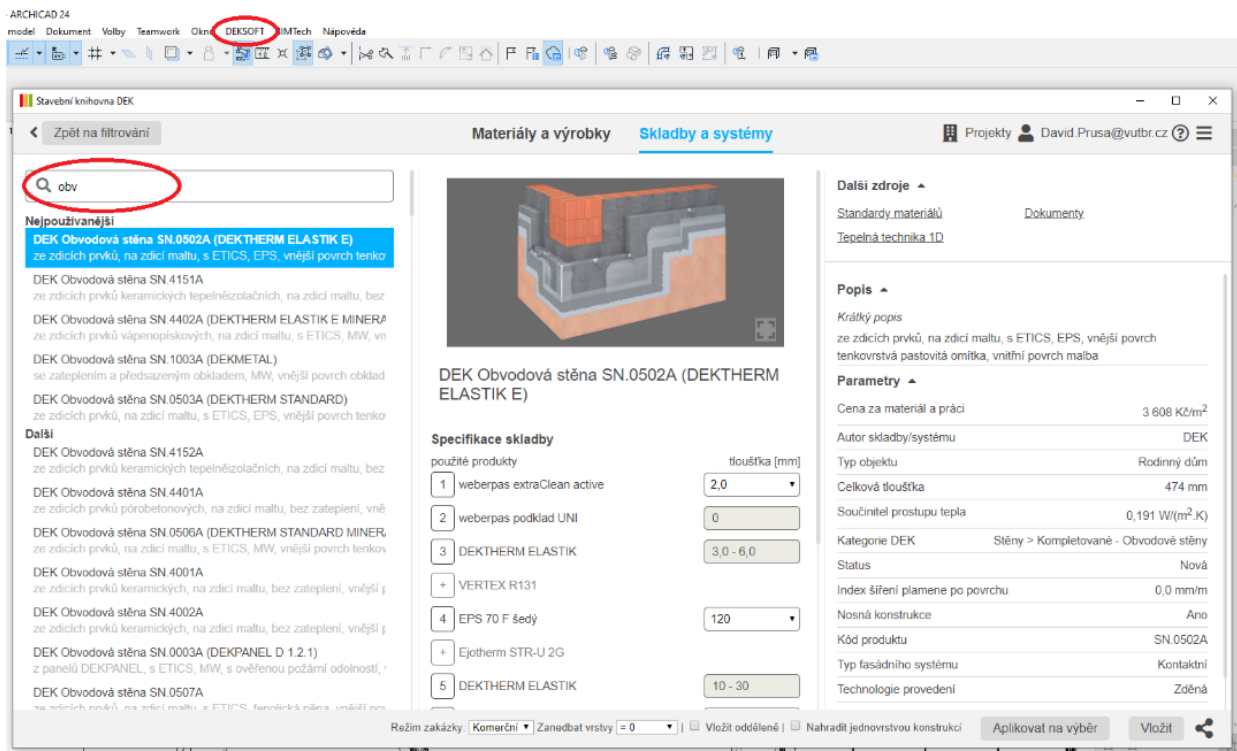 ARCHICAD 24
model Dokument Volby Teamwork Okno DEKSOFT BIMTech Nápověda
Stavební knihovna DEK
Zpět na filtrování
Materiály a výrobky Skladby a systémy
Projekty David.Prusa@vutbr.cz
obv
Nejpoužívanější
DEK Obvodová stěna SN.0502A (DEKTHERM ELASTIK E)
ze zdicích prvků, na zdicí maltu, s ETICS, EPS, vnější povrch tenko
DEK Obvodová stěna SN.4151A
ze zdicích prvků keramických tepelněizolačních, na zdicí maltu, bez
DEK Obvodová stěna SN.4402A (DEKTHERM ELASTIK E MINERA
ze zdicích prvků vápenopískových, na zdicí maltu, s ETICS, MW, vn
DEK Obvodová stěna SN.1003A (DEKMETAL)
se zateplením a předsazeným obkladem, MW, vnější povrch obklad
DEK Obvodová stěna SN.0503A (DEKTHERM STANDARD)
ze zdicích prvků, na zdicí maltu, s ETICS, EPS, vnější povrch tenko
Další
DEK Obvodová stěna SN.4152A
ze zdicích prvků keramických tepelněizolačních, na zdicí maltu, bez
DEK Obvodová stěna SN.4401A
ze zdicích prvků pórobetonových, na zdicí maltu, bez zateplení, vně
DEK Obvodová stěna SN.0506A (DEKTHERM STANDARD MINER
ze zdicích prvků, na zdicí maltu, s ETICS, MW, vnější povrch tenkov
DEK Obvodová stěna SN.4001A
ze zdicích prvků keramických, na zdicí maltu, bez zateplení, vnější p
DEK Obvodová stěna SN.4002A
ze zdicích prvků keramických, na zdicí maltu, bez zateplení, vnější p
DEK Obvodová stěna SN.0003A (DEKPANEL D 1.2.1)
z panelů DEKPANEL, s ETICS, MW, s ověřenou požární odolností,
DEK Obvodová stěna SN.0507A
ze zdicích prvků, na zdicí maltu, s ETICS, fenolická pěna, vnější pov
DEK Obvodová stěna SN.0502A (DEKTHERM
ELASTIK E)
Specifikace skladby
použité produkty tloušťka [mm]
1 weberpas extraClean active 2,0
2 weberpas podklad UNI 0
3 DEKTHERM ELASTIK 3,0 - 6,0
+ VERTEX R131
4 EPS 70 F šedý 120
+ Ejotherm STR-U 2G
5 DEKTHERM ELASTIK 10 - 30
Další zdroje
Standardy materiálů Dokumenty
Tepelná technika 1D
Popis
Krátký popis
ze zdicích prvků, na zdicí maltu, s ETICS, EPS, vnější povrch
tenkovrstvá pastovitá omítka, vnitřní povrch malba
Parametry
Cena za materiál a práci 3 608 Kč/m2
Autor skladby/systému DEK
Typ objektu Rodinný dům
Celková tloušťka 474 mm
Součinitel prostupu tepla 0,191 W/(m2.K)
Kategorie DEK Stěny > Kompletované - Obvodové stěny
Status Nová
Index šíření plamene po povrchu 0,0 mm/m
Nosná konstrukce Ano
Kód produktu SN.0502A
Typ fasádního systému Kontaktní
Technologie provedení Zděná
Režim zakázky: Komerční Zanedbat vrstvy = 0 | Vložit odděleně | Nahradit jednovrstvou konstrukcí Aplikovat na výběr Vložit